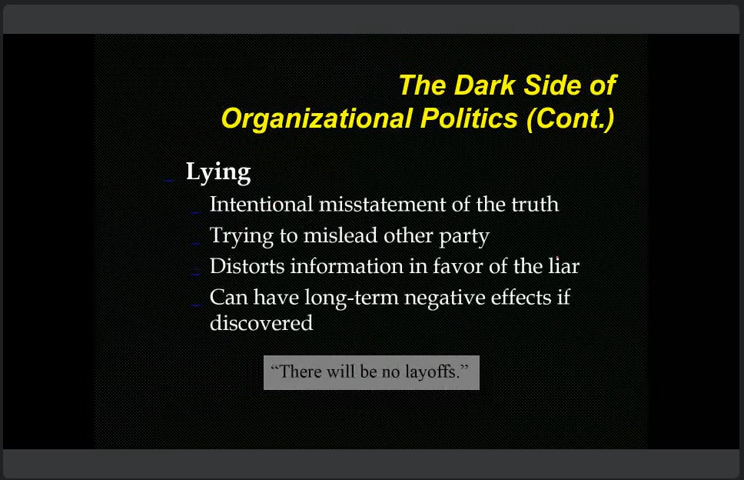 The Dark Side of
Organizational Politics (Cont.)
Lying
Intentional misstatement of the truth
Trying to mislead other party
Distorts information in favor of the liar
Can have long-term negative effects if
discovered
“There will be no layoffs.”